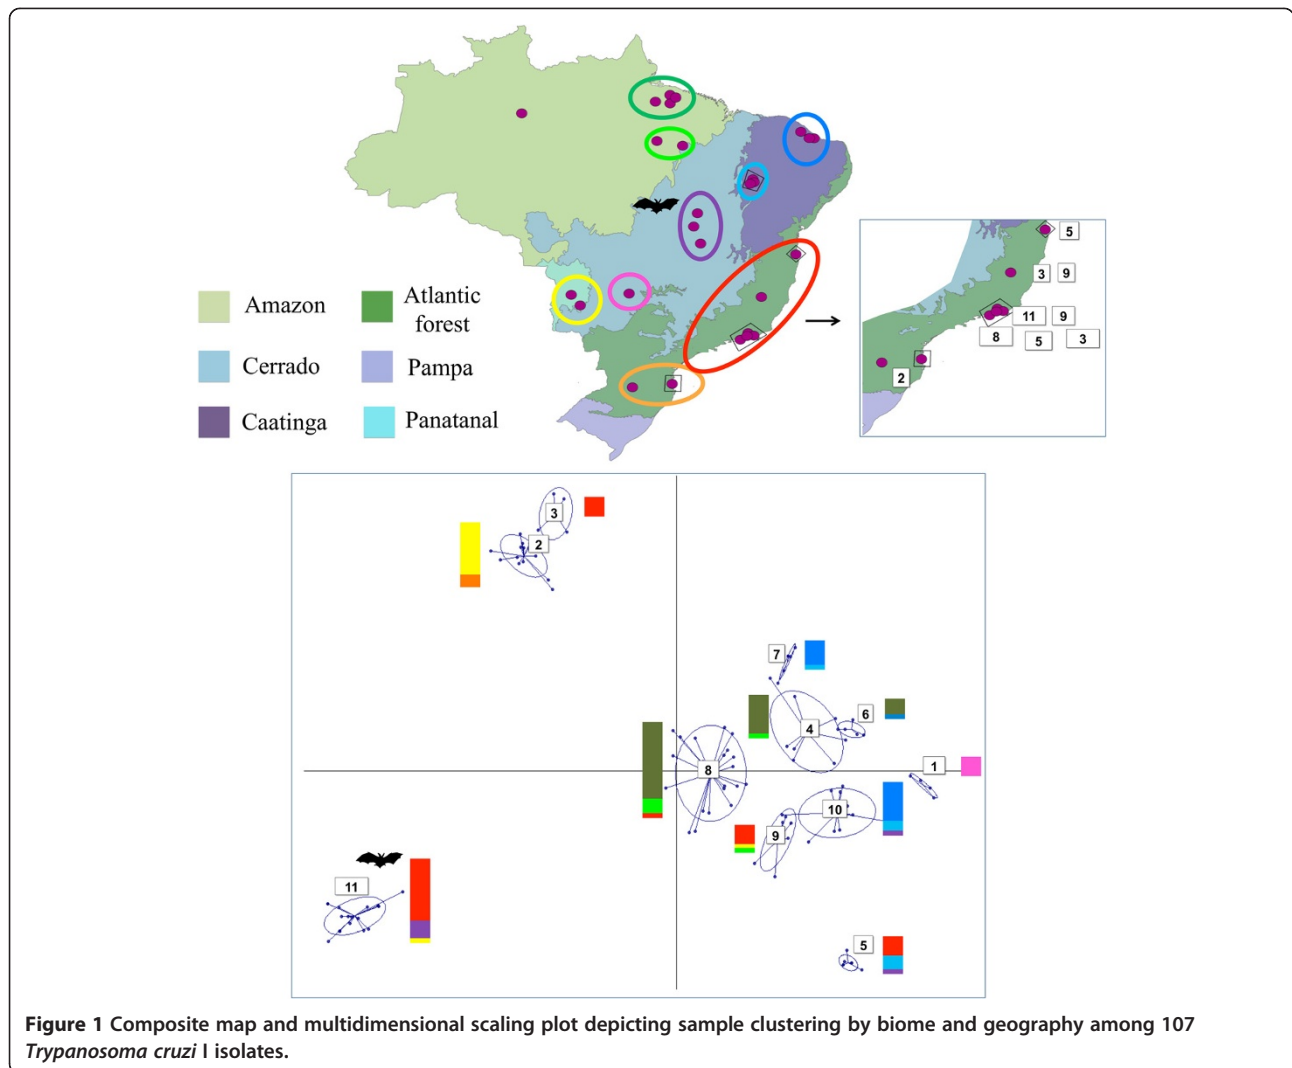 Amazon
Atlantic
forest
Cerrado
Pampa
Caatinga
Panatanal
5
3 9
11 9
8 5 3
2
3
2
7
6
4
1
8
10
9
11
5
Figure 1 Composite map and multidimensional scaling plot depicting sample clustering by biome and geography among 107
Trypanosoma cruzi I isolates.